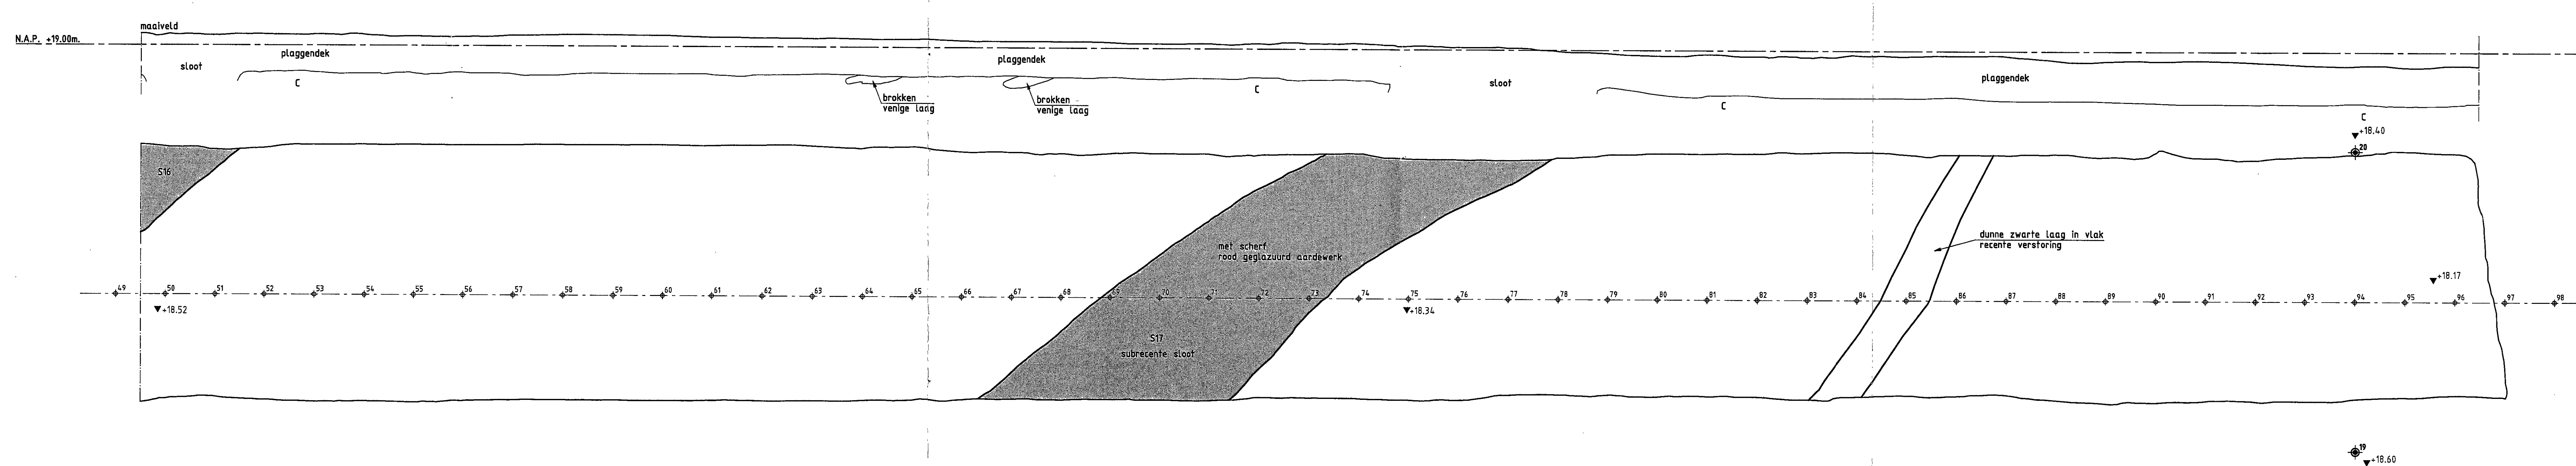 maaiveld
N.A.P. +19.00m.
plaggendek
plaggendek
sloot
sloot
plaggendek
C
C
C
C
brokken
venige laag
brokken
venige laag
+18.40
20
S16
met scherf
rood geglazuurd aardewerk
dunne zwarte laag in vlak
recente verstoring
+18.17
49 50 51 52 53 54 55 56 57 58 59 60 61 62 63 64 65 66 67 68 69 70 71 72 73 74 75 76 77 78 79 80 81 82 83 84 85 86 87 88 89 90 91 92 93 94 95 96 97 98
+18.52
+18.34
S17
subrecente sloot
19
+18.60